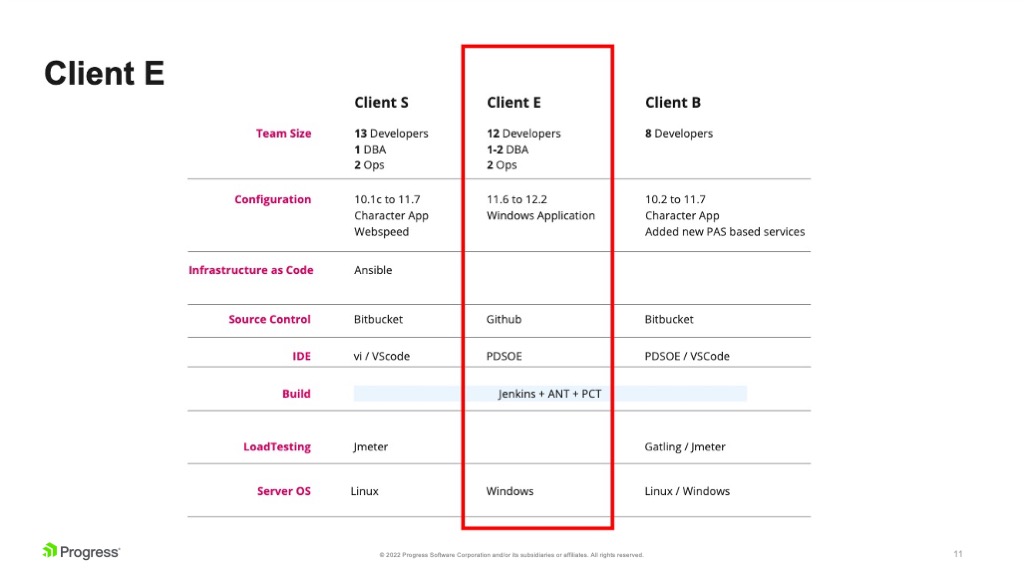 Client E
Client S Client E Client B
Team Size 13 Developers 12 Developers 8 Developers
1 DBA 1-2 DBA
2 Ops 2 Ops
Configuration 10.1c to 11.7 11.6 to 12.2 10.2 to 11.7
Character App Windows Application Character App
Webspeed Added new PAS based services
Infrastructure as Code Ansible
Source Control Bitbucket Github Bitbucket
IDE vi / VScode PDSOE PDSOE / VSCode
Build Jenkins + ANT + PCT
LoadTesting Jmeter Gatling / Jmeter
Server OS Linux Windows Linux / Windows
Progress
© 2022 Progress Software Corporation and/or its subsidiaries or affiliates. All rights reserved.
11